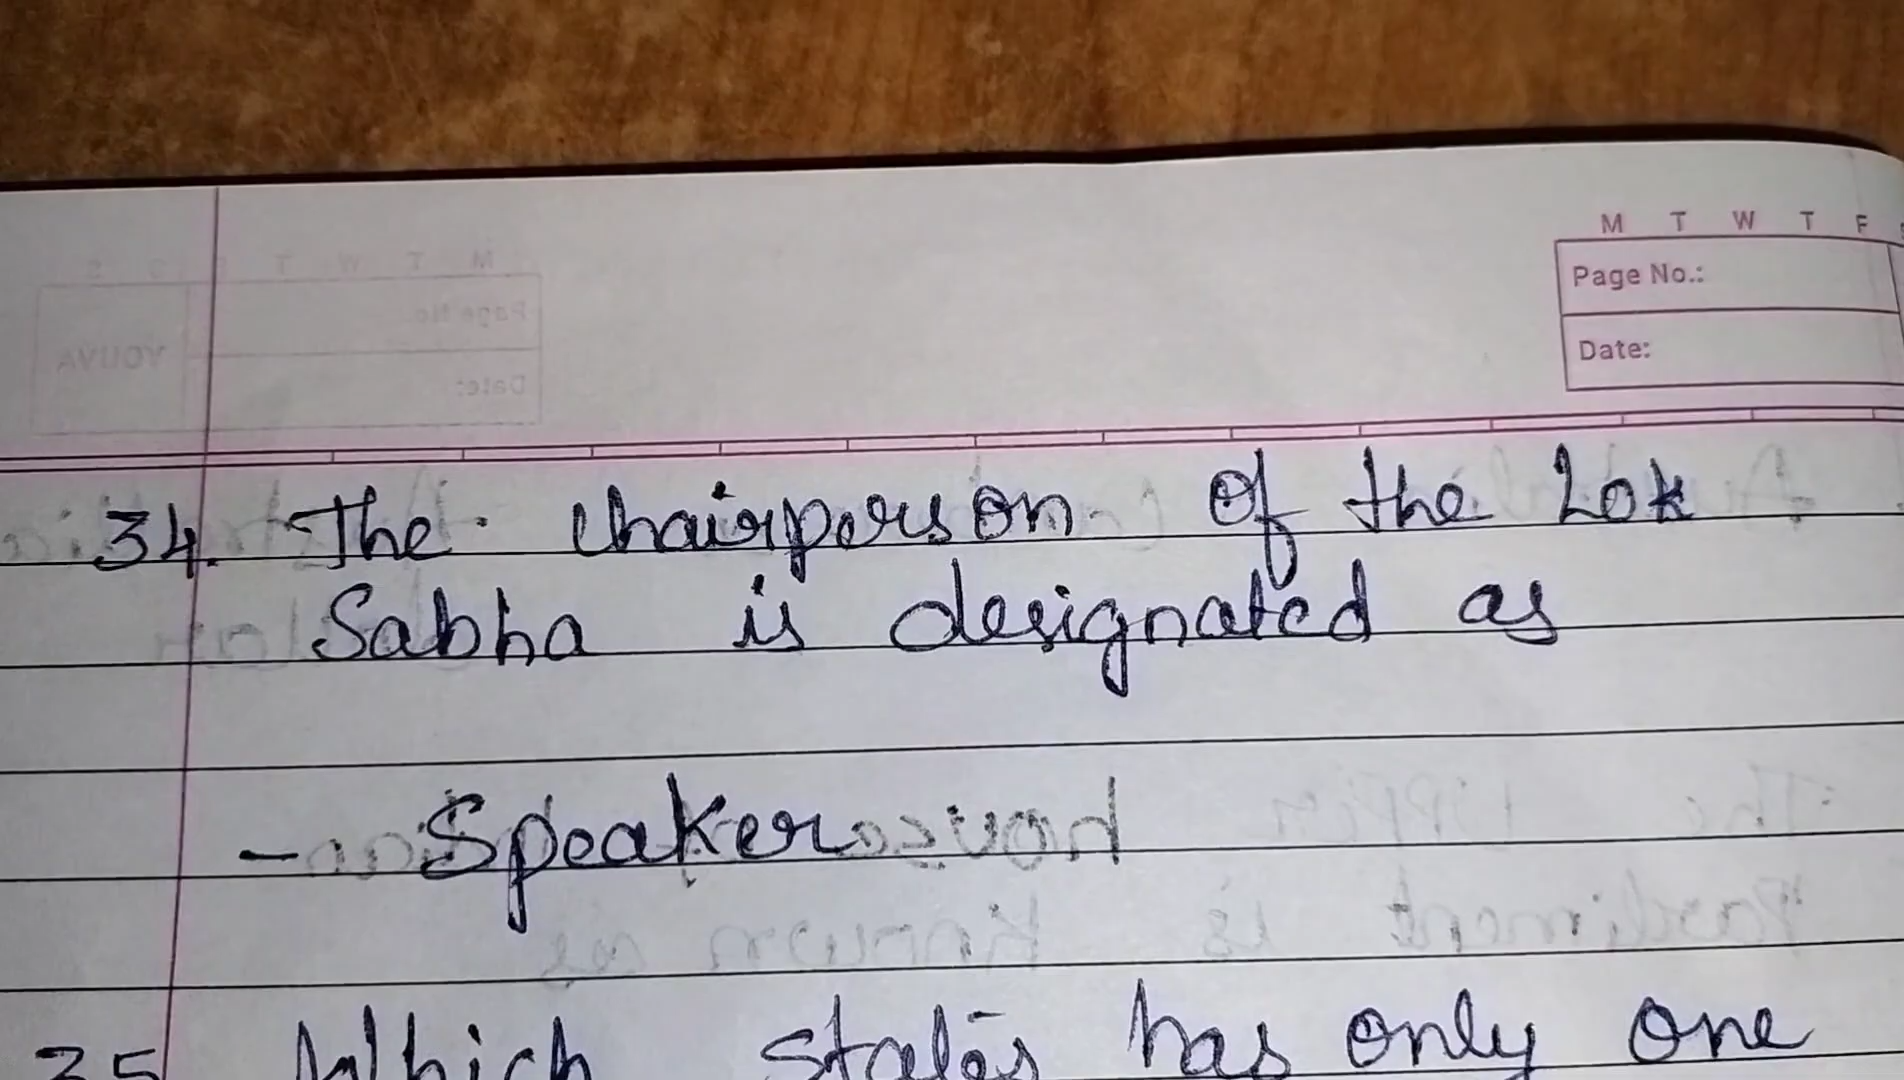 M T W T F
Page No.:
Date:
34. The chairperson of the Lok
Sabha is designated as
- Speaker
35 Which states has only one